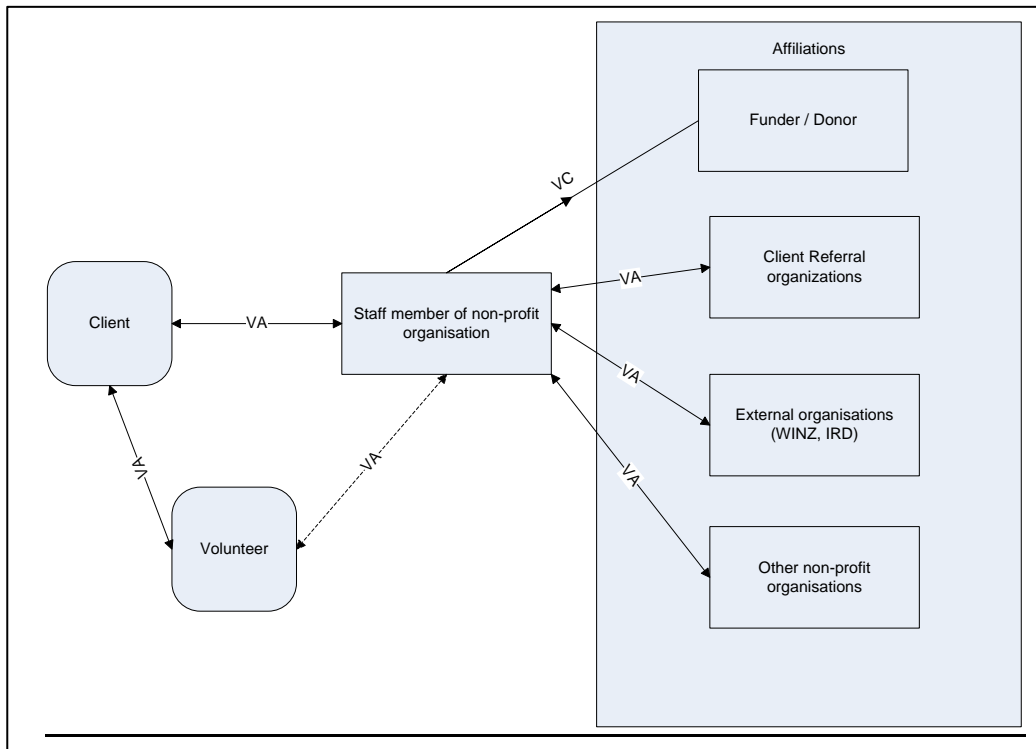 Affiliations
Funder / Donor
VC
Client Referral
organizations
VA
Staff member of non-profit
organisation
Client
VA
VA
External organisations
(WINZ, IRD)
VA
VA
VA
Volunteer
Other non-profit
organisations